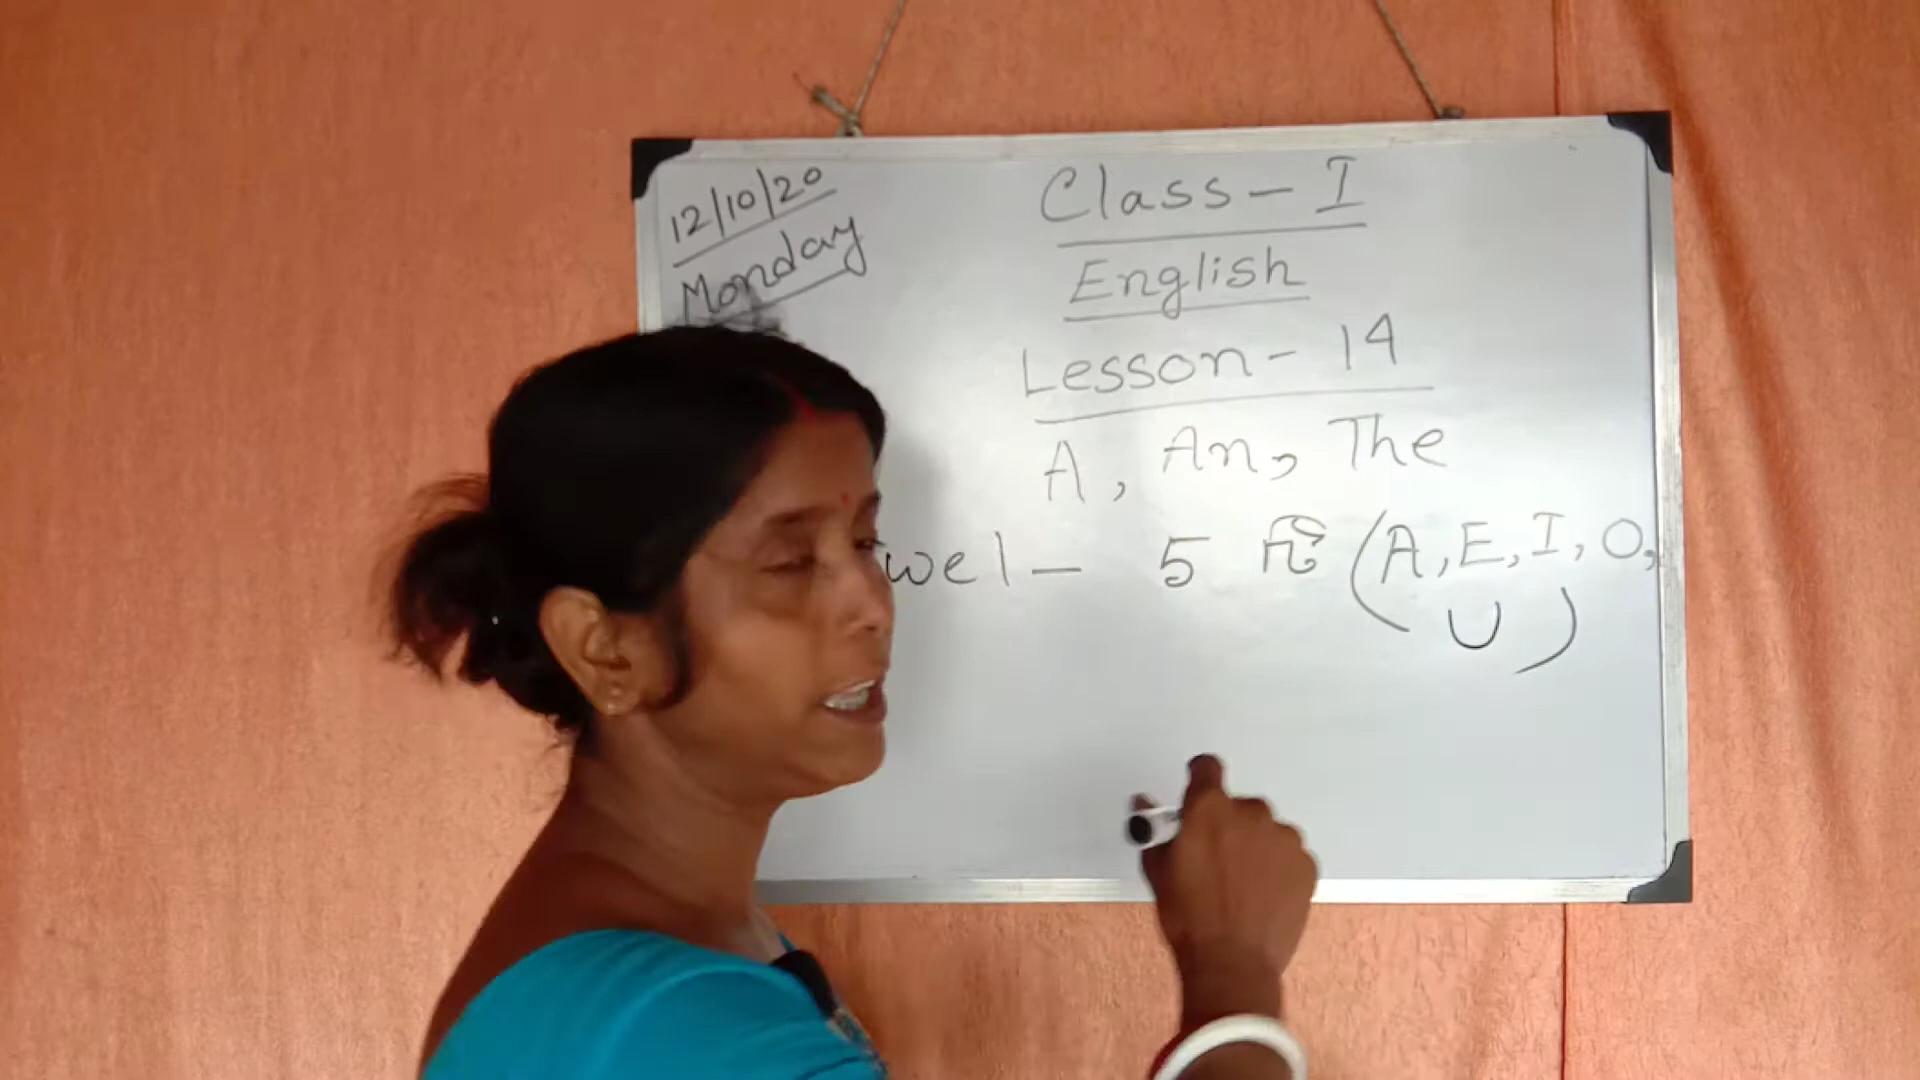 12/10/20
Monday
Class - I
English
Lesson - 14
A, An, The
wel - 5 টি (A, E, I, O,
U)